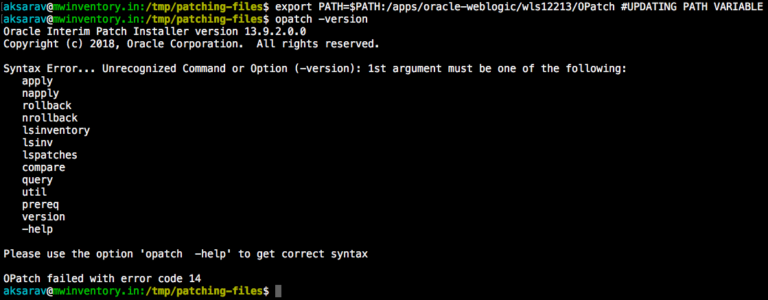 aksarav@mwinventory.in:/tmp/patching-files$ export PATH=$PATH:/apps/oracle-weblogic/wls12213/OPatch #UPDATING PATH VARIABLE
aksarav@mwinventory.in:/tmp/patching-files$ opatch -version
Oracle Interim Patch Installer version 13.9.2.0.0
Copyright (c) 2018, Oracle Corporation.  All rights reserved.
Syntax Error... Unrecognized Command or Option (-version): 1st argument must be one of the following:
apply
napply
rollback
nrollback
lsinventory
lsinv
lspatches
compare
query
util
prereq
version
-help
Please use the option 'opatch  -help' to get correct syntax
OPatch failed with error code 14
aksarav@mwinventory.in:/tmp/patching-files$